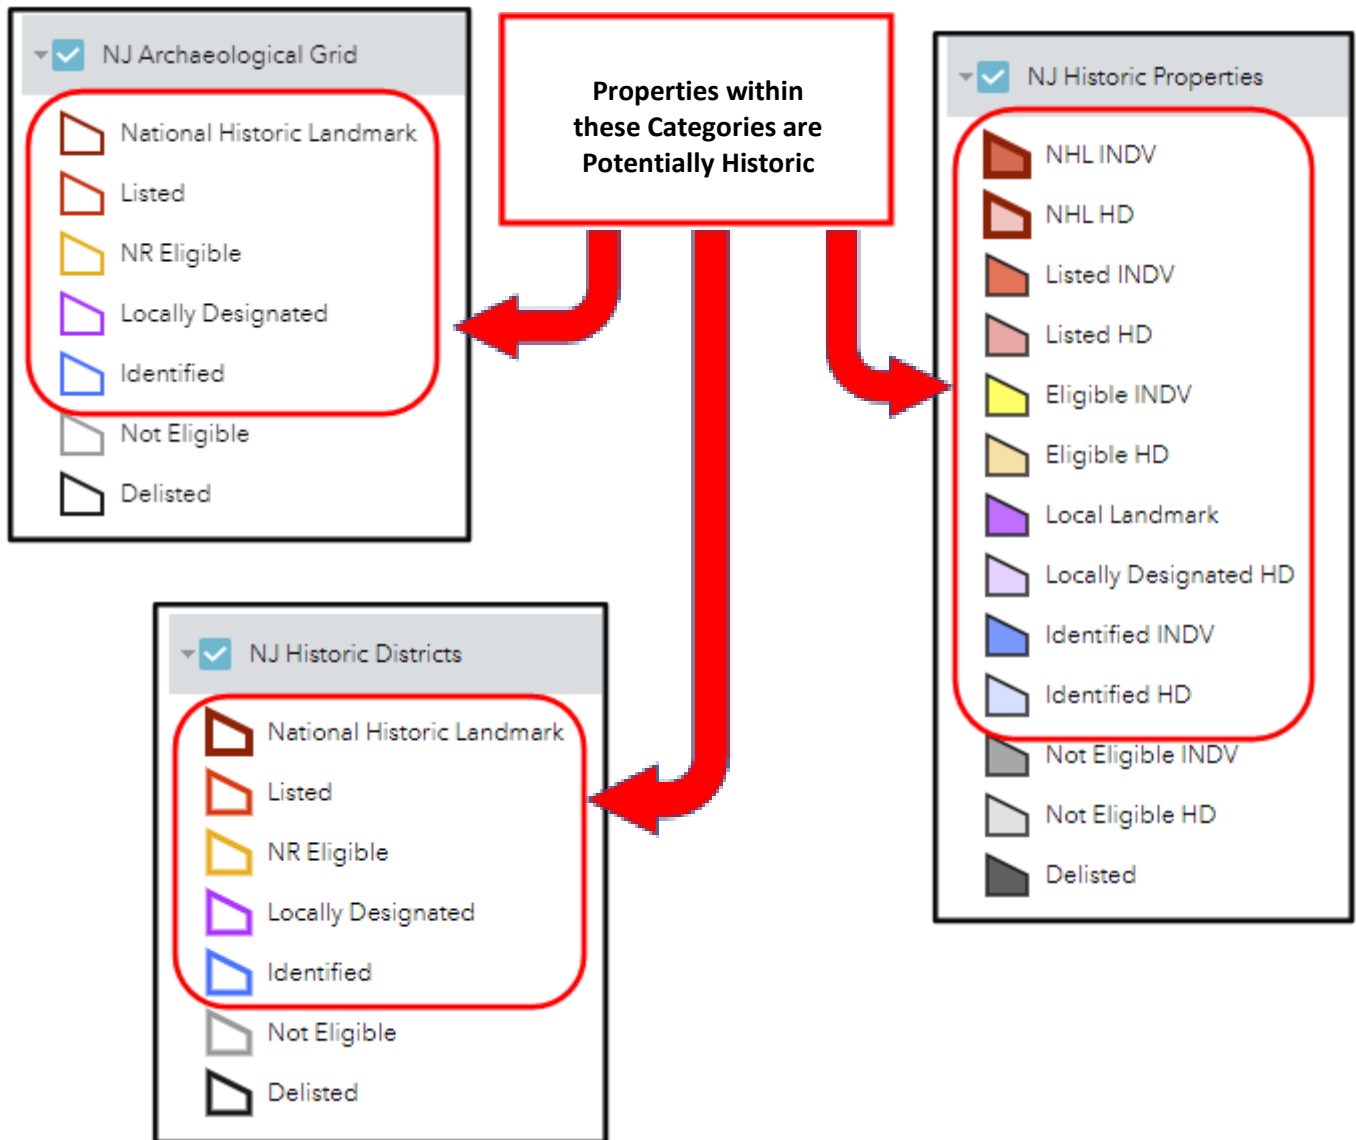 NJ Archaeological Grid
National Historic Landmark
Listed
NR Eligible
Locally Designated
Identified
Not Eligible
Delisted
Properties within
these Categories are
Potentially Historic
NJ Historic Properties
NHL INDV
NHL HD
Listed INDV
Listed HD
Eligible INDV
Eligible HD
Local Landmark
Locally Designated HD
Identified INDV
Identified HD
Not Eligible INDV
Not Eligible HD
Delisted
NJ Historic Districts
National Historic Landmark
Listed
NR Eligible
Locally Designated
Identified
Not Eligible
Delisted